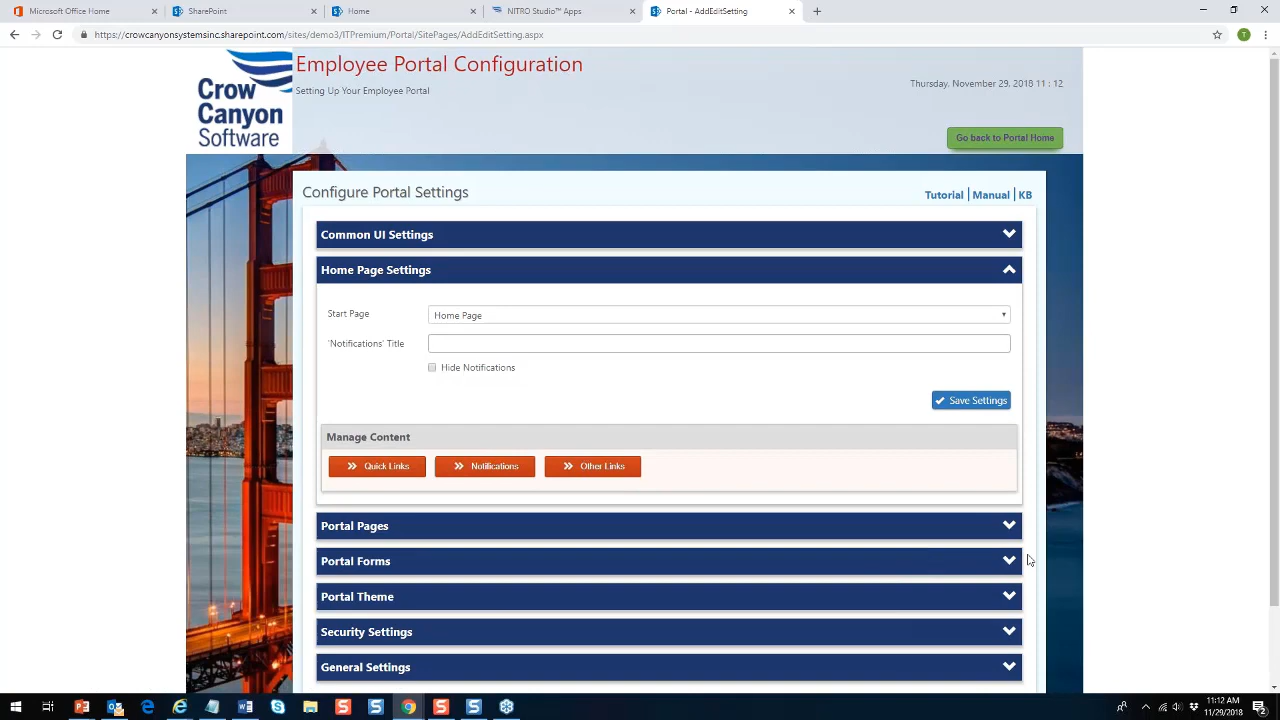 Microsoft Office Home
SharePoint
Home
NITRO Studio™ Apps
Portal - AddEditSetting
https://crowcanyonsystemsinc.sharepoint.com/sites/demo3/ITPremium/Portal/SitePages/AddEditSetting.aspx
T
Crow
Canyon
Software
Employee Portal Configuration
Setting Up Your Employee Portal
Thursday, November 29, 2018 11 : 12
Go back to Portal Home
Configure Portal Settings
Tutorial | Manual | KB
Common UI Settings
Home Page Settings
Start Page
Home Page
'Notifications' Title
Hide Notifications
Save Settings
Manage Content
Quick Links
Notifications
Other Links
Portal Pages
Portal Forms
Portal Theme
Security Settings
General Settings
11:12 AM
11/29/2018